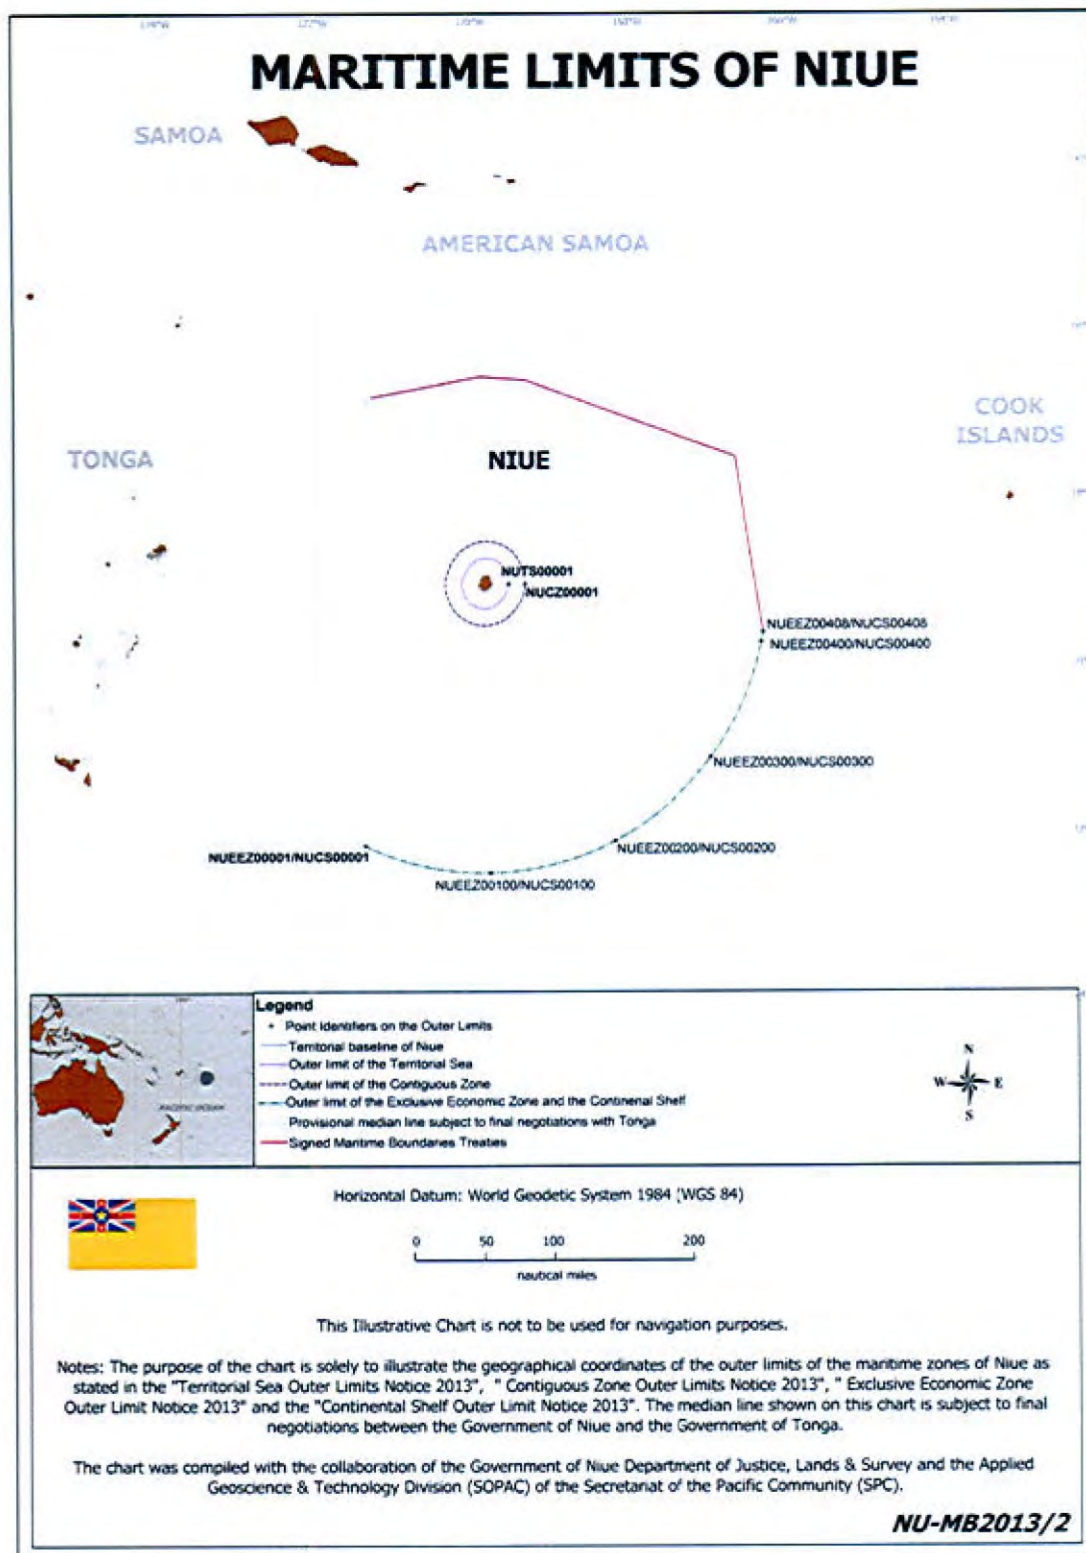 MARITIME LIMITS OF NIUE
SAMOA
AMERICAN SAMOA
COOK
ISLANDS
TONGA
NIUE
NUTS00001
NUCZ00001
NUEEZ00408/NUCS00408
NUEEZ00400/NUCS00400
NUEEZ00300/NUCS00300
NUEEZ00200/NUCS00200
NUEEZ00001/NUCS00001
NUEEZ00100/NUCS00100
Legend
Point Identifiers on the Outer Limits
Territorial baseline of Niue
Outer limit of the Territorial Sea
Outer limit of the Contiguous Zone
Outer limit of the Exclusive Economic Zone and the Continenal Shelf
Provisional median line subject to final negotiations with Tonga
Signed Maritime Boundaries Treaties
PACIFIC OCEAN
N
W E
S
Horizontal Datum: World Geodetic System 1984 (WGS 84)
0 50 100 200
nautical miles
This Illustrative Chart is not to be used for navigation purposes.
Notes: The purpose of the chart is solely to illustrate the geographical coordinates of the outer limits of the maritime zones of Niue as
stated in the "Territorial Sea Outer Limits Notice 2013", " Contiguous Zone Outer Limits Notice 2013", " Exclusive Economic Zone
Outer Limit Notice 2013" and the "Continental Shelf Outer Limit Notice 2013". The median line shown on this chart is subject to final
negotiations between the Government of Niue and the Government of Tonga.
The chart was compiled with the collaboration of the Government of Niue Department of Justice, Lands & Survey and the Applied
Geoscience & Technology Division (SOPAC) of the Secretariat of the Pacific Community (SPC).
NU-MB2013/2